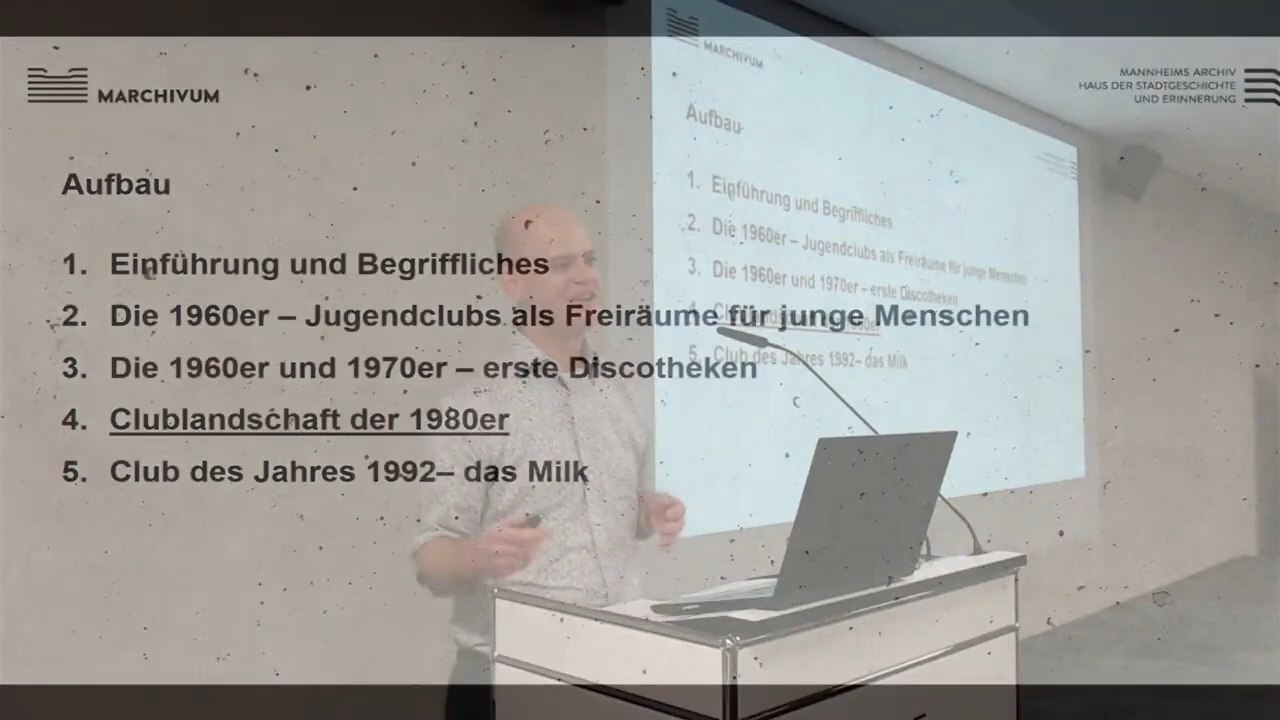 MARCHIVUM
MANNHEIMS ARCHIV
HAUS DER STADTGESCHICHTE
UND ERINNERUNG
Aufbau
1. Einführung und Begriffliches
2. Die 1960er – Jugendclubs als Freiräume für junge Menschen
3. Die 1960er und 1970er – erste Discotheken
4. Clublandschaft der 1980er
5. Club des Jahres 1992– das Milk
MARCHIVUM
Aufbau
1. Einführung und Begriffliches
2. Die 1960er – Jugendclubs als Freiräume für junge Menschen
3. Die 1960er und 1970er – erste Discotheken
4.
5. Club des Jahres 1992– das Milk